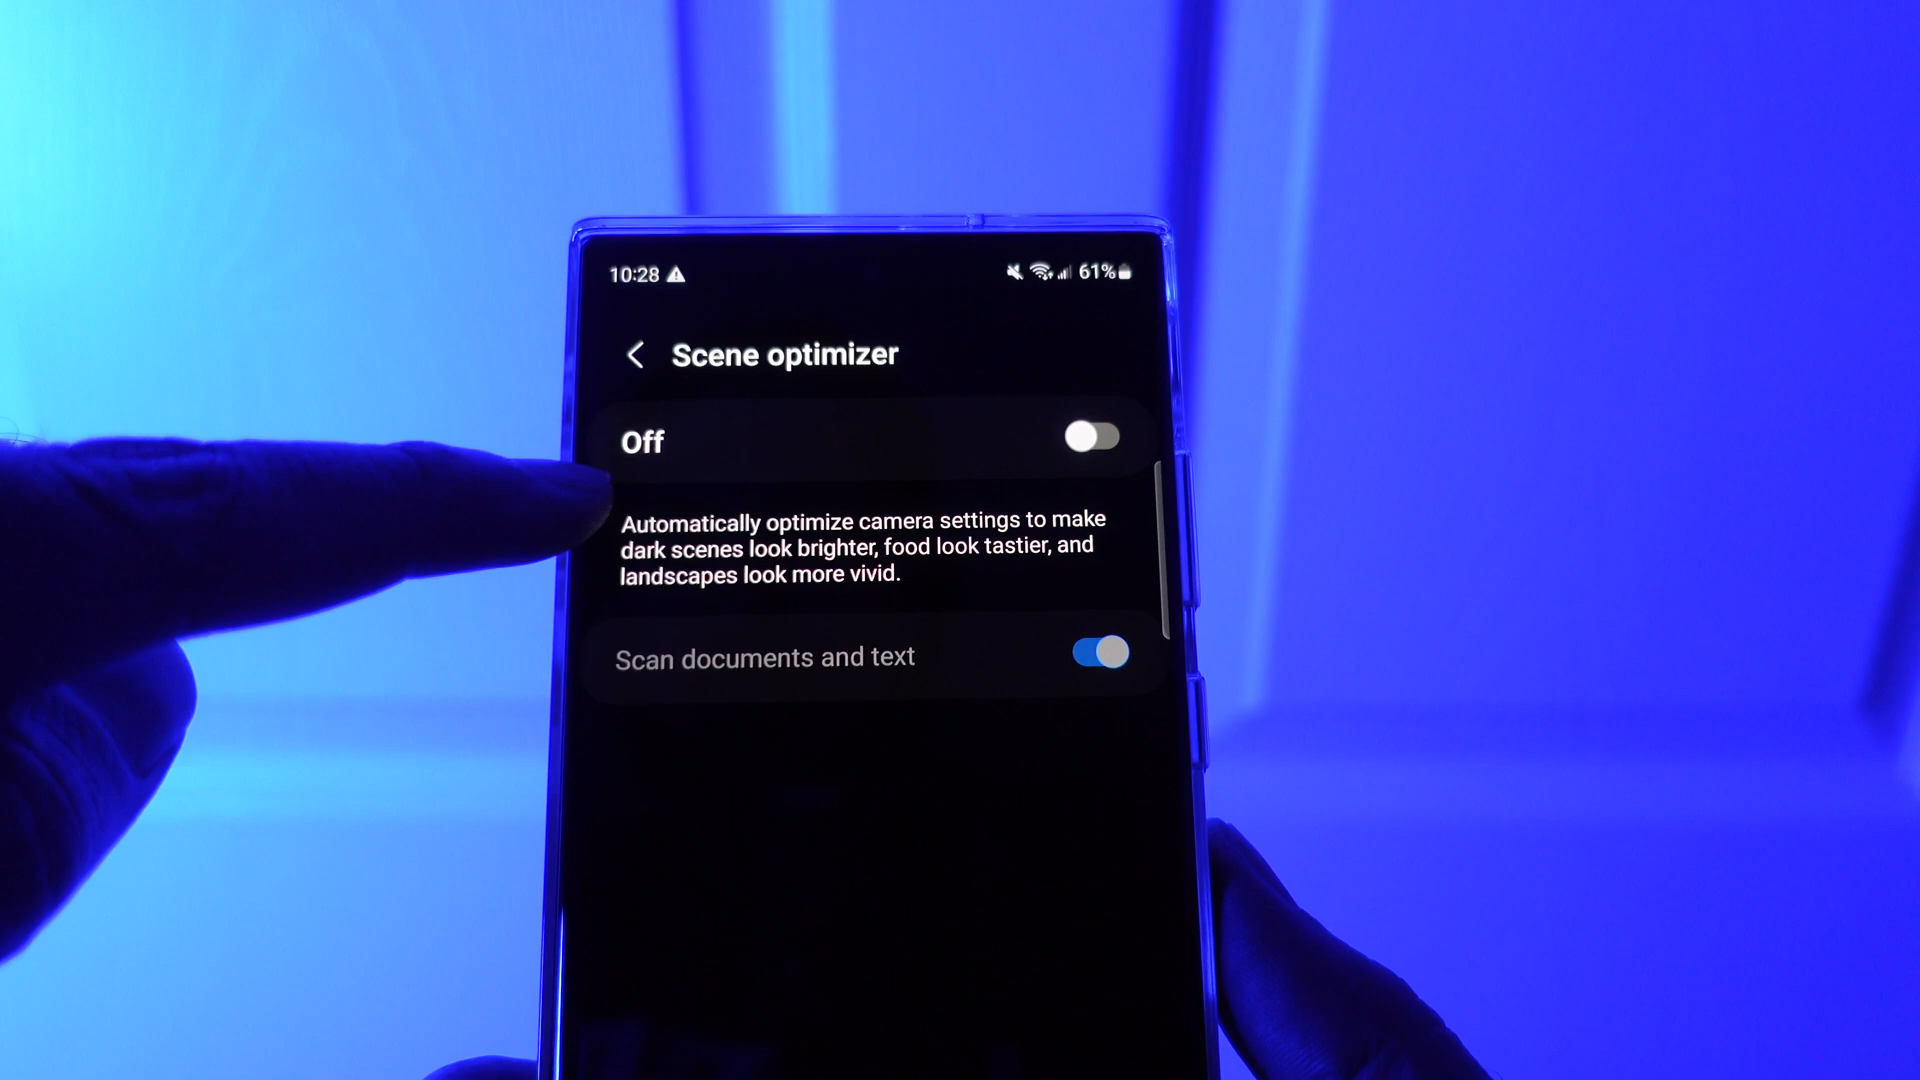 10:28 61%
Scene optimizer
Off
Automatically optimize camera settings to make
dark scenes look brighter, food look tastier, and
landscapes look more vivid.
Scan documents and text